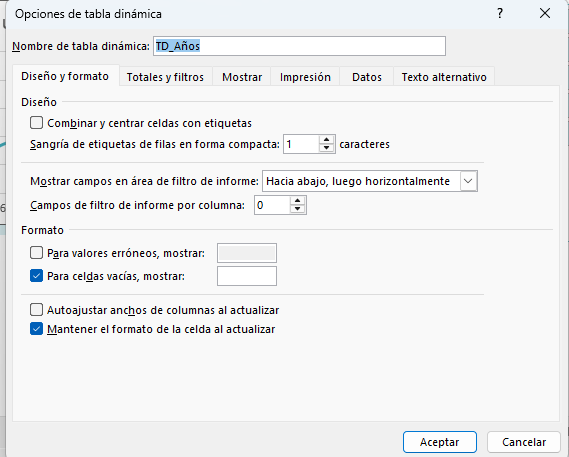 Opciones de tabla dinámica
Nombre de tabla dinámica: TD_Años
Diseño y formato Totales y filtros Mostrar Impresión Datos Texto alternativo
Diseño
Combinar y centrar celdas con etiquetas
Sangría de etiquetas de filas en forma compacta: 1 caracteres
Mostrar campos en área de filtro de informe: Hacia abajo, luego horizontalmente
Campos de filtro de informe por columna: 0
Formato
Para valores erróneos, mostrar:
Para celdas vacías, mostrar:
Autoajustar anchos de columnas al actualizar
Mantener el formato de la celda al actualizar
Aceptar Cancelar